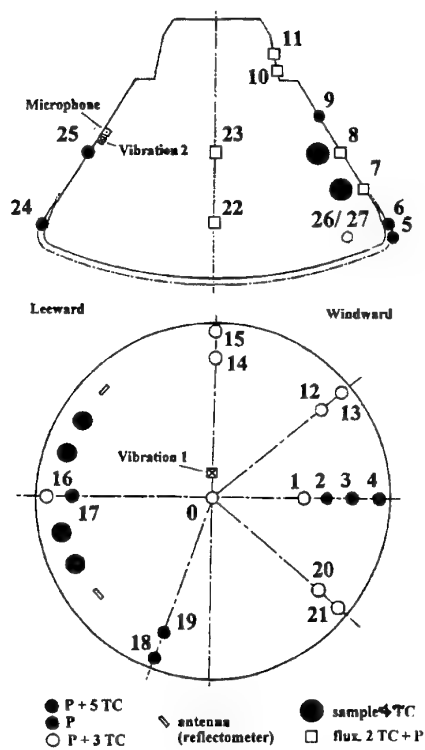 11
10
9
Microphone
25
23
8
Vibration 2
7
24
22
26/ 27
6
5
Leeward
Windward
15
14
12
13
Vibration 1
16
1
2
3
4
17
0
20
21
19
18
P + 5 TC
P
P + 3 TC
antenna
(reflectometer)
flux. 2 TC + P